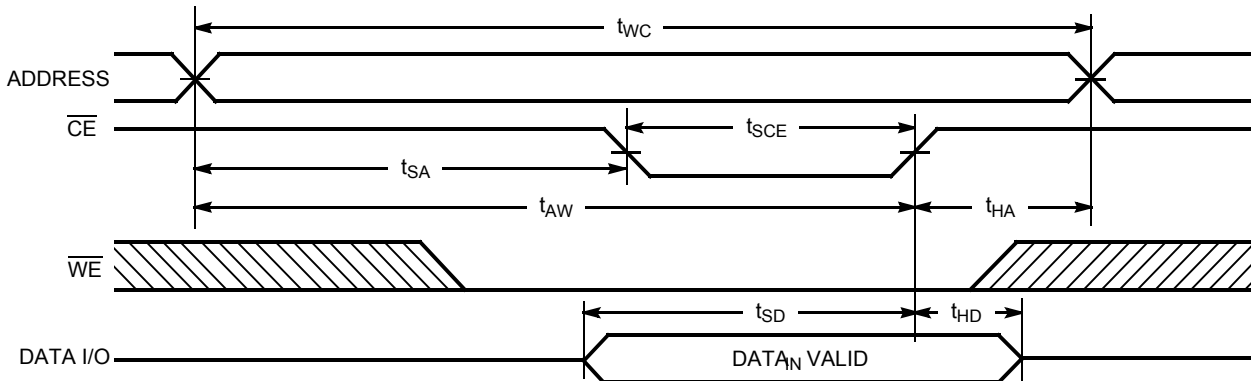 tWC
ADDRESS
CE
tSCE
tSA
tAW
tHA
WE
tSD
tHD
DATA I/O
DATAIN VALID